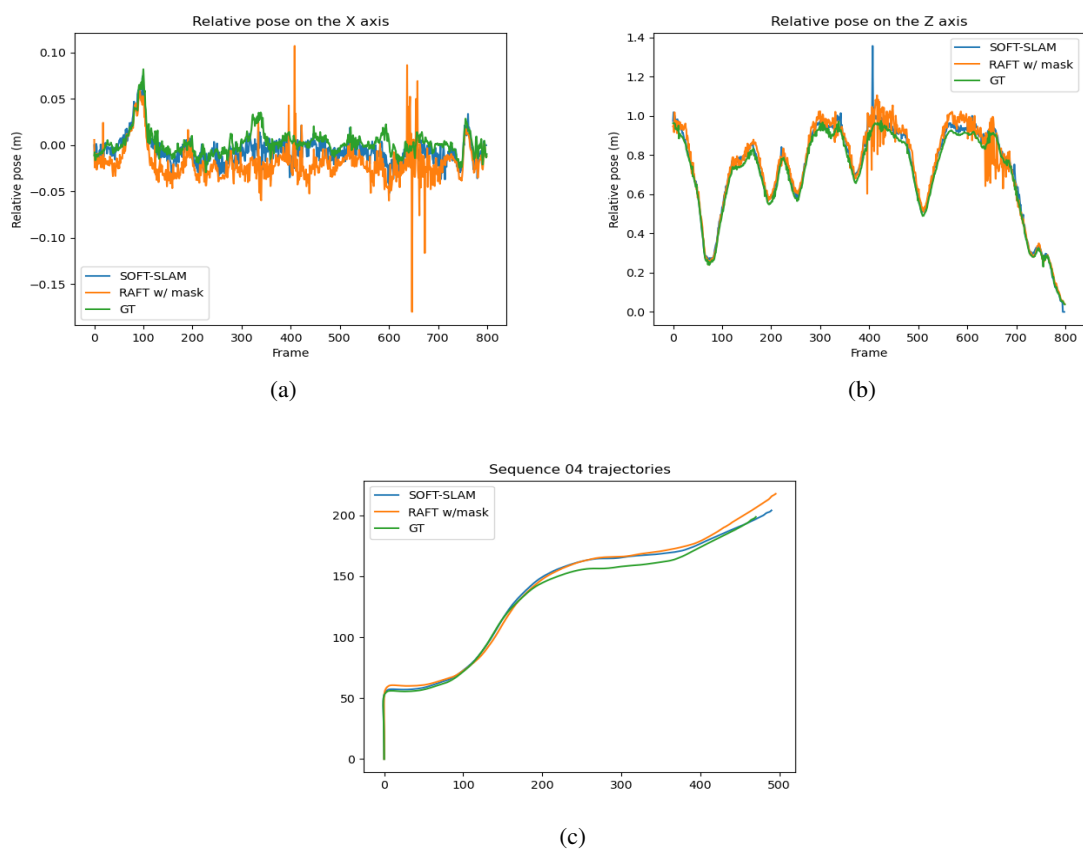 Relative pose on the X axis
Relative pose (m)
0.10
0.05
0.00
−0.05
−0.10
−0.15
SOFT-SLAM
RAFT w/ mask
GT
0 100 200 300 400 500 600 700 800
Frame
(a)
Relative pose on the Z axis
Relative pose (m)
1.4
1.2
1.0
0.8
0.6
0.4
0.2
0.0
SOFT-SLAM
RAFT w/ mask
GT
0 100 200 300 400 500 600 700 800
Frame
(b)
Sequence 04 trajectories
200
150
100
50
0
SOFT-SLAM
RAFT w/mask
GT
0 100 200 300 400 500
(c)